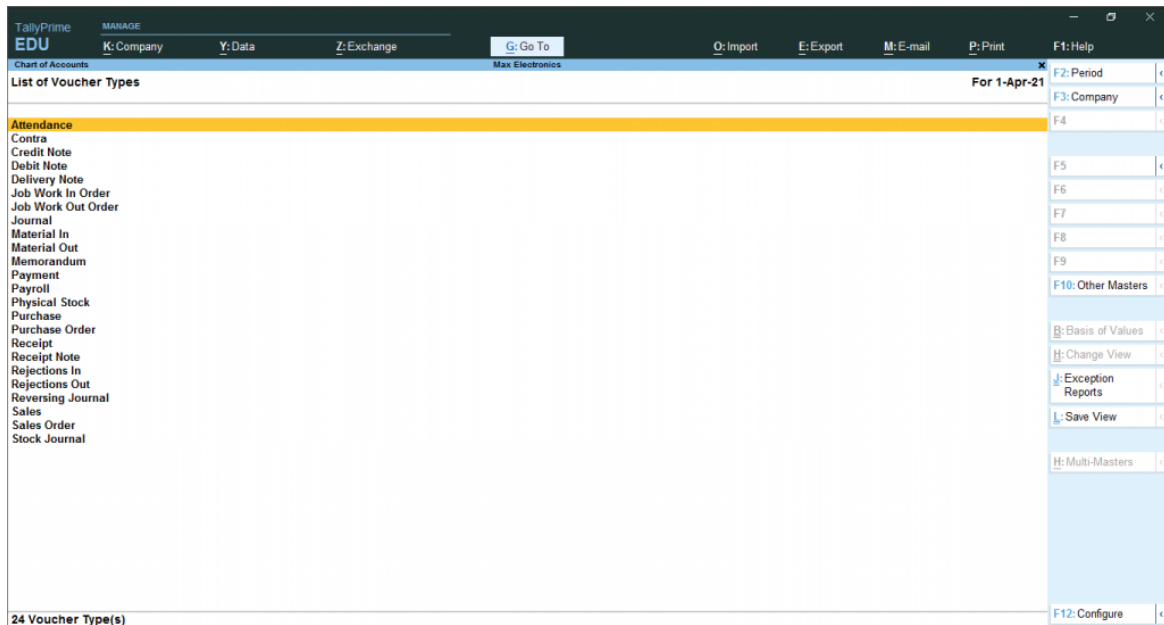 TallyPrime
EDU
MANAGE
K: Company Y: Data Z: Exchange G: Go To O: Import E: Export M: E-mail P: Print F1: Help
Chart of Accounts Max Electronics
List of Voucher Types For 1-Apr-21
Attendance
Contra
Credit Note
Debit Note
Delivery Note
Job Work In Order
Job Work Out Order
Journal
Material In
Material Out
Memorandum
Payment
Payroll
Physical Stock
Purchase
Purchase Order
Receipt
Receipt Note
Rejections In
Rejections Out
Reversing Journal
Sales
Sales Order
Stock Journal
24 Voucher Type(s)
F2: Period
F3: Company
F4
F5
F6
F7
F8
F9
F10: Other Masters
B: Basis of Values
H: Change View
J: Exception
Reports
L: Save View
H: Multi-Masters
F12: Configure